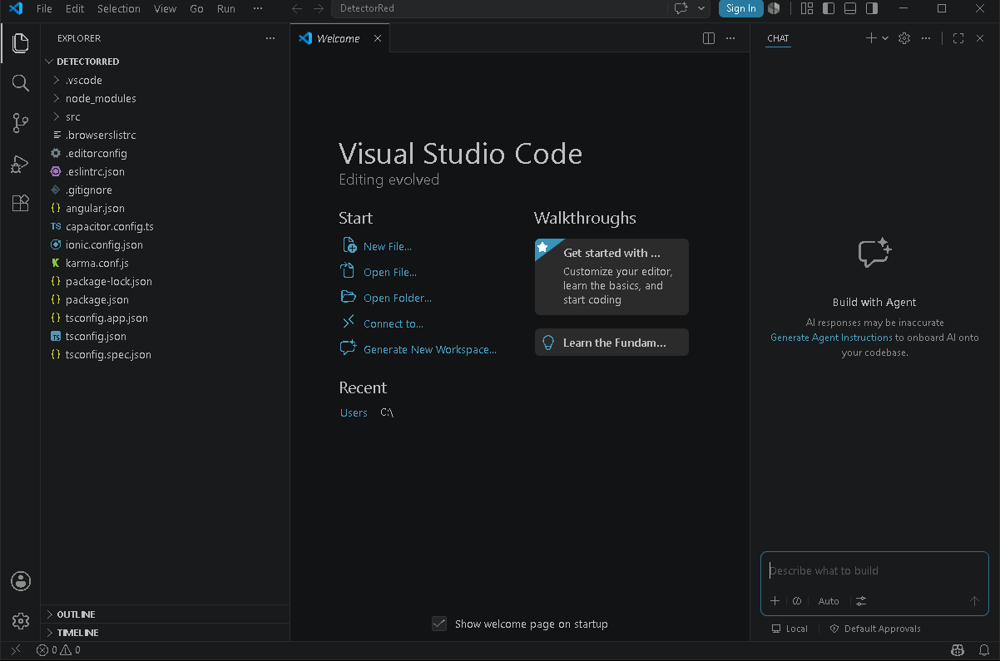 File Edit Selection View Go Run ··· DetectorRed Sign In
EXPLORER ···
DETECTORRED
.vscode
node_modules
src
.browserslistrc
.editorconfig
.eslintrc.json
.gitignore
{} angular.json
TS capacitor.config.ts
ionic.config.json
K karma.conf.js
{} package-lock.json
{} package.json
{} tsconfig.app.json
TS tsconfig.json
{} tsconfig.spec.json
OUTLINE
TIMELINE
Welcome
Visual Studio Code
Editing evolved
Start
New File...
Open File...
Open Folder...
Connect to...
Generate New Workspace...
Recent
Users C:\
Walkthroughs
Get started with ...
Customize your editor,
learn the basics, and
start coding
Learn the Fundam...
Show welcome page on startup
CHAT
Build with Agent
AI responses may be inaccurate
Generate Agent Instructions to onboard AI onto
your codebase.
Describe what to build
Auto
Local Default Approvals
0 0